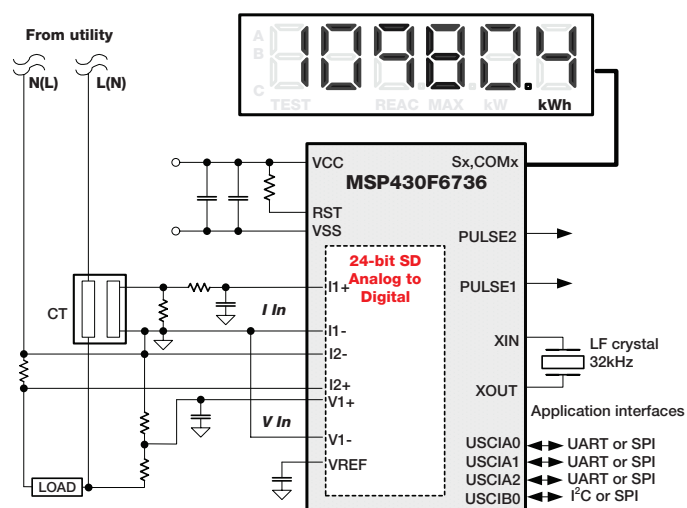 From utility
N(L)
L(N)
A
B
C
TEST
REAC
MAX
kW
kWh
VCC
Sx,COMx
MSP430F6736
RST
VSS
PULSE2
24-bit SD
Analog to
Digital
I1+
PULSE1
CT
I In
I1-
XIN
LF crystal
32kHz
I2-
I2+
XOUT
V1+
Application interfaces
V In
V1-
USCIA0
UART or SPI
USCIA1
UART or SPI
VREF
USCIA2
UART or SPI
LOAD
USCIB0
I²C or SPI